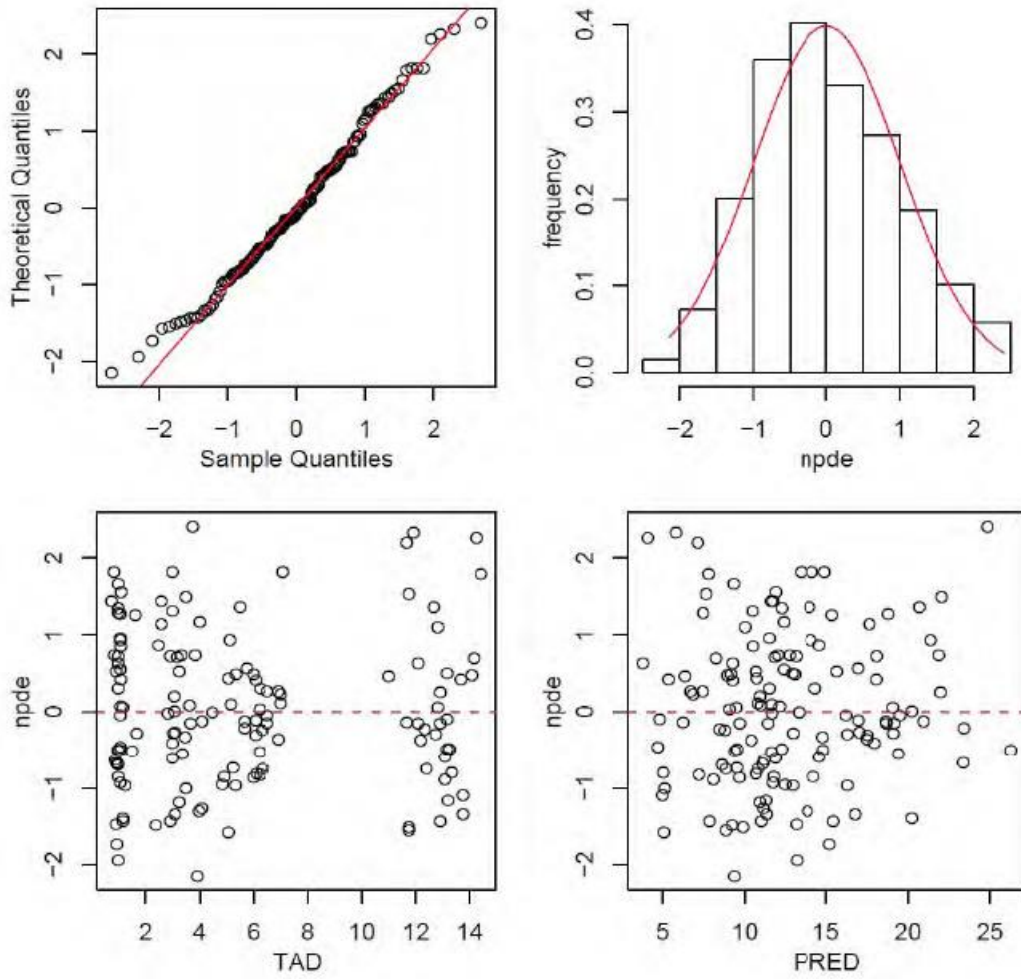 Theoretical Quantiles
2
1
0
−1
−2
−2 −1 0 1 2
Sample Quantiles
frequency
0.4
0.3
0.2
0.1
0.0
−2 −1 0 1 2
npde
npde
2
1
0
−1
−2
2 4 6 8 10 12 14
TAD
npde
2
1
0
−1
−2
5 10 15 20 25
PRED